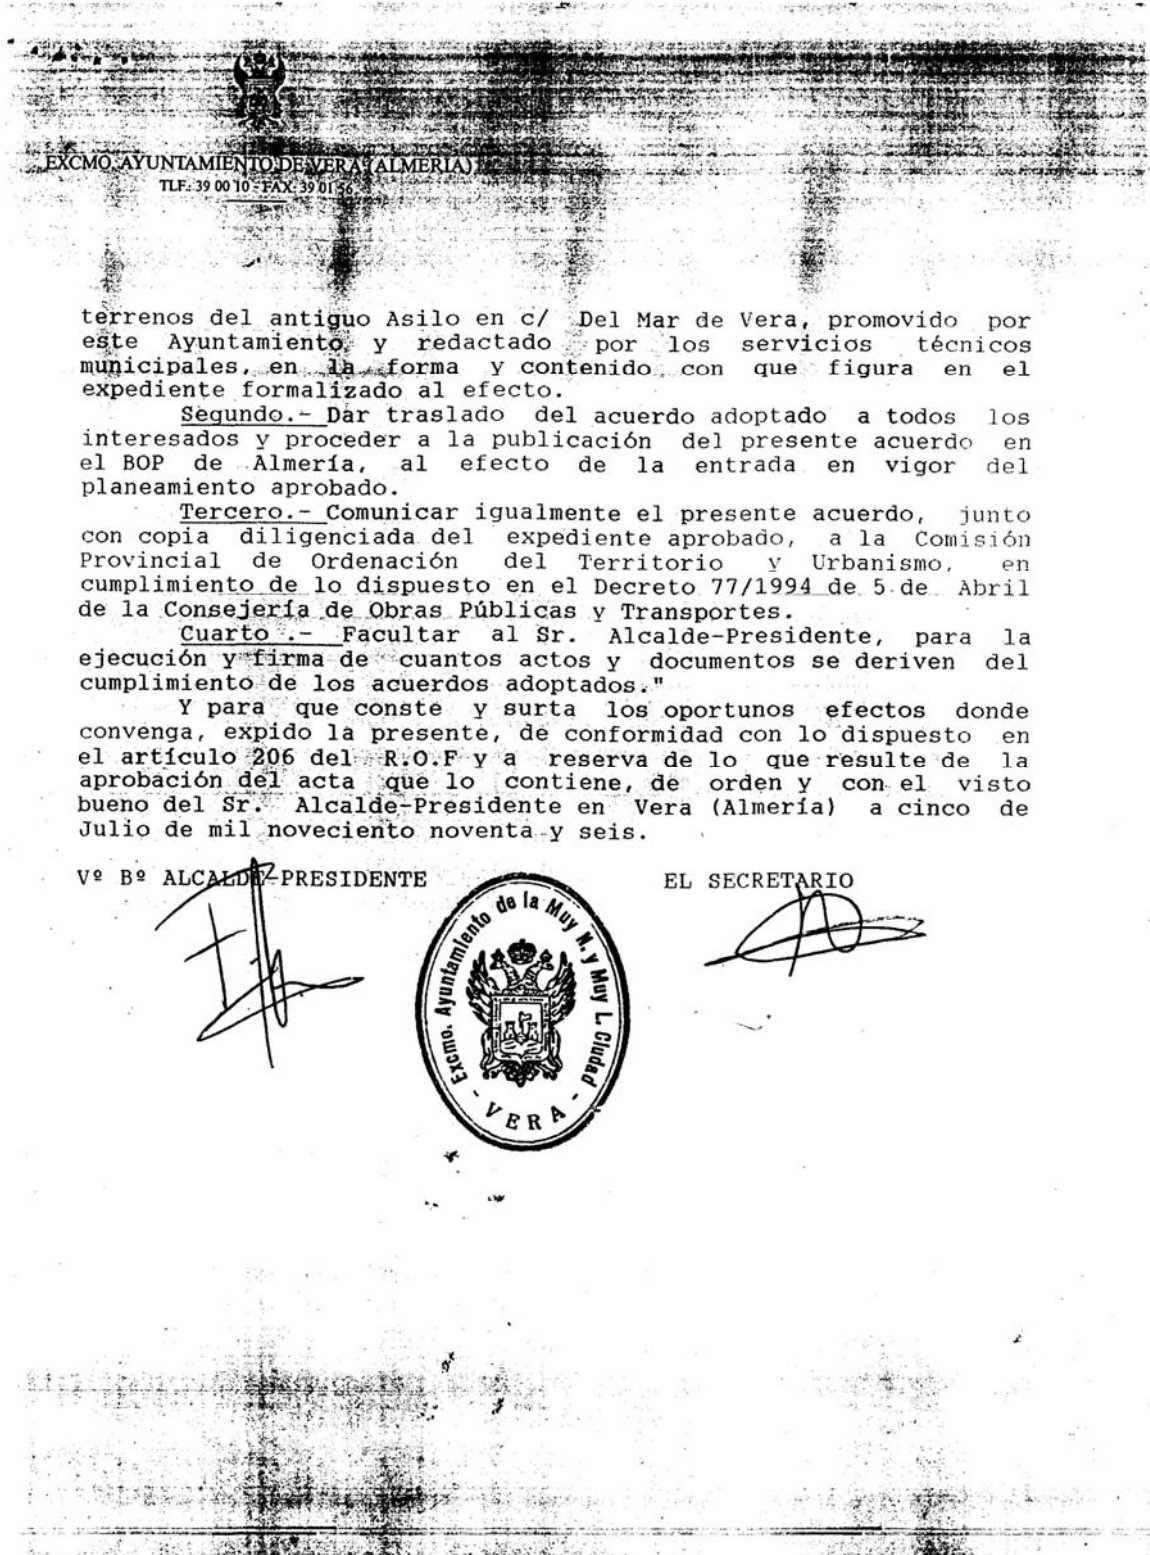 EXCMO. AYUNTAMIENTO DE VERA (ALMERIA)
TLF.: 39 00 10 - FAX: 39 01 56
terrenos del antiguo Asilo en c/ Del Mar de Vera, promovido por
este Ayuntamiento y redactado por los servicios técnicos
municipales, en la forma y contenido con que figura en el
expediente formalizado al efecto.
Segundo.- Dar traslado del acuerdo adoptado a todos los
interesados y proceder a la publicación del presente acuerdo en
el BOP de Almería, al efecto de la entrada en vigor del
planeamiento aprobado.
Tercero.- Comunicar igualmente el presente acuerdo, junto
con copia diligenciada del expediente aprobado, a la Comisión
Provincial de Ordenación del Territorio y Urbanismo, en
cumplimiento de lo dispuesto en el Decreto 77/1994 de 5 de Abril
de la Consejería de Obras Públicas y Transportes.
Cuarto .- Facultar al Sr. Alcalde-Presidente, para la
ejecución y firma de cuantos actos y documentos se deriven del
cumplimiento de los acuerdos adoptados."
Y para que conste y surta los oportunos efectos donde
convenga, expido la presente, de conformidad con lo dispuesto en
el artículo 206 del R.O.F y a reserva de lo que resulte de la
aprobación del acta que lo contiene, de orden y con el visto
bueno del Sr. Alcalde-Presidente en Vera (Almería) a cinco de
Julio de mil noveciento noventa y seis.
Vº Bº ALCALDE-PRESIDENTE
EL SECRETARIO
Excmo. Ayuntamiento de la Muy N. y Muy L. Ciudad
- VERA -